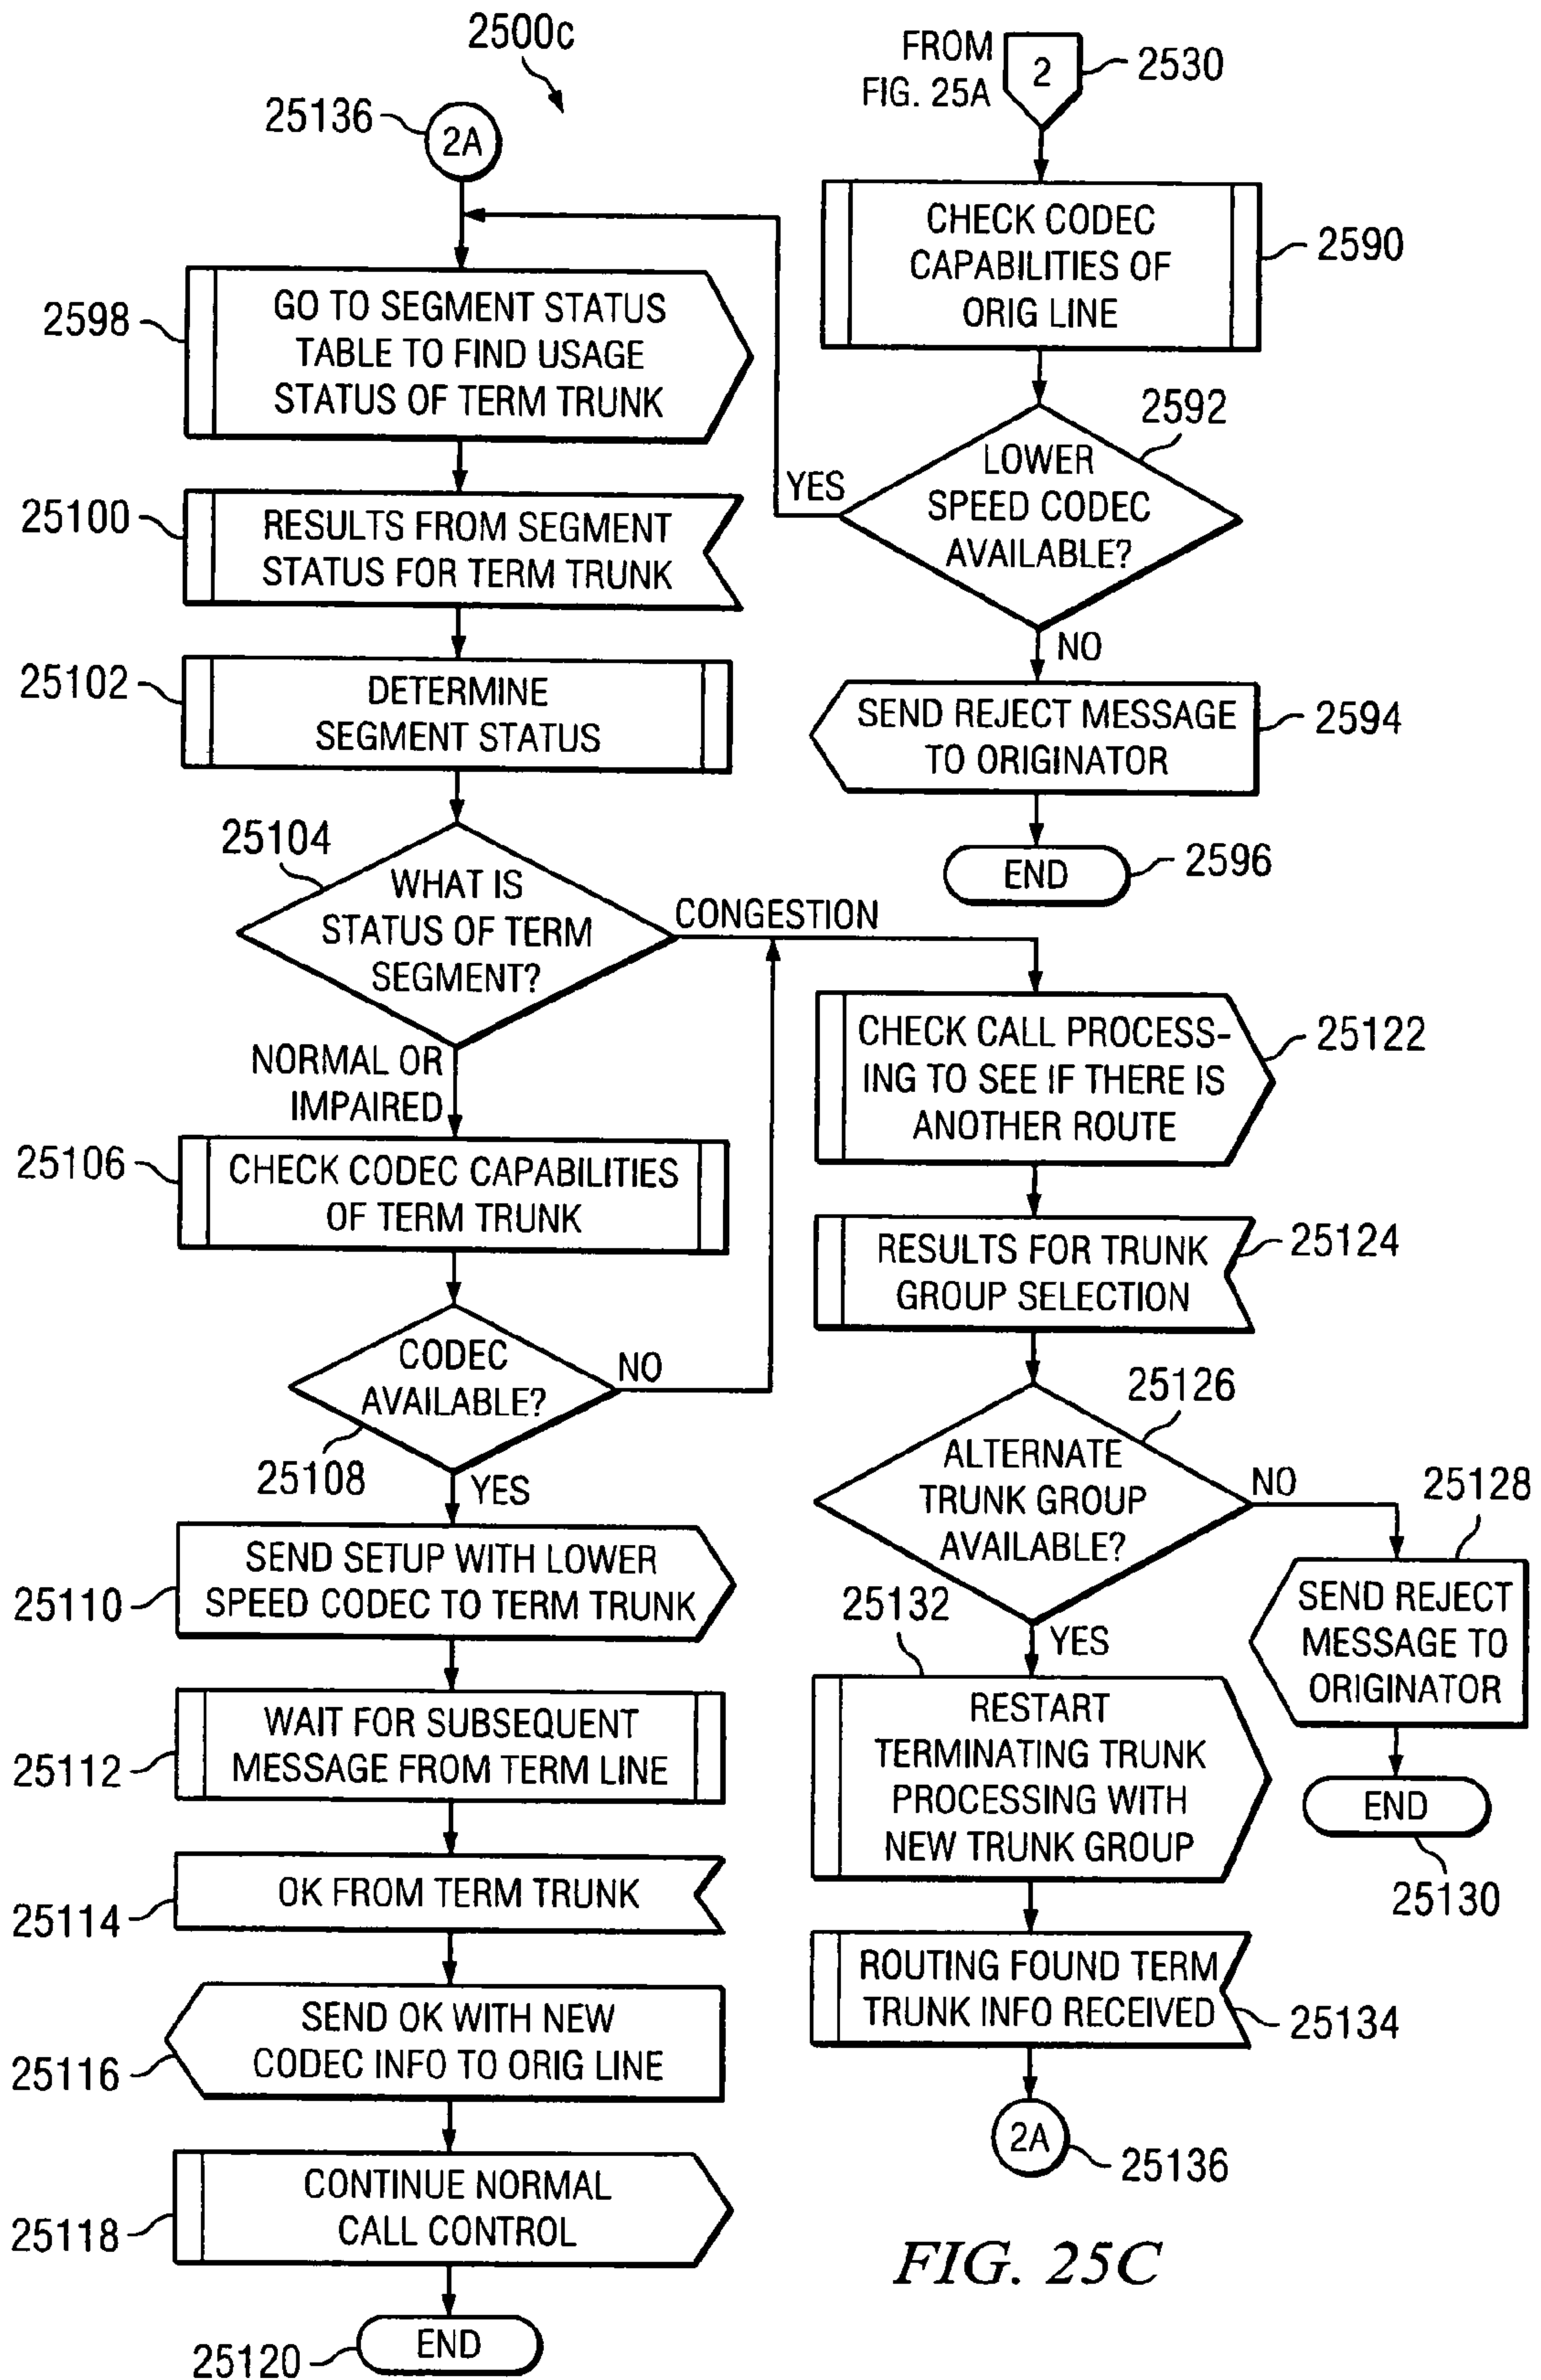 2500c
FROM
FIG. 25A
2
2530
25136
2A
CHECK CODEC
CAPABILITIES OF
ORIG LINE
2590
2598
GO TO SEGMENT STATUS
TABLE TO FIND USAGE
STATUS OF TERM TRUNK
2592
LOWER
SPEED CODEC
AVAILABLE?
YES
NO
25100
RESULTS FROM SEGMENT
STATUS FOR TERM TRUNK
25102
DETERMINE
SEGMENT STATUS
SEND REJECT MESSAGE
TO ORIGINATOR
2594
END
2596
25104
WHAT IS
STATUS OF TERM
SEGMENT?
CONGESTION
NORMAL OR
IMPAIRED
25106
CHECK CODEC CAPABILITIES
OF TERM TRUNK
CODEC
AVAILABLE?
NO
25108
YES
25110
SEND SETUP WITH LOWER
SPEED CODEC TO TERM TRUNK
25112
WAIT FOR SUBSEQUENT
MESSAGE FROM TERM LINE
25114
OK FROM TERM TRUNK
25116
SEND OK WITH NEW
CODEC INFO TO ORIG LINE
25118
CONTINUE NORMAL
CALL CONTROL
25120
END
CHECK CALL PROCESS-
ING TO SEE IF THERE IS
ANOTHER ROUTE
25122
RESULTS FOR TRUNK
GROUP SELECTION
25124
25126
ALTERNATE
TRUNK GROUP
AVAILABLE?
NO
25128
SEND REJECT
MESSAGE TO
ORIGINATOR
END
25130
YES
25132
RESTART
TERMINATING TRUNK
PROCESSING WITH
NEW TRUNK GROUP
ROUTING FOUND TERM
TRUNK INFO RECEIVED
25134
2A
25136
FIG. 25C